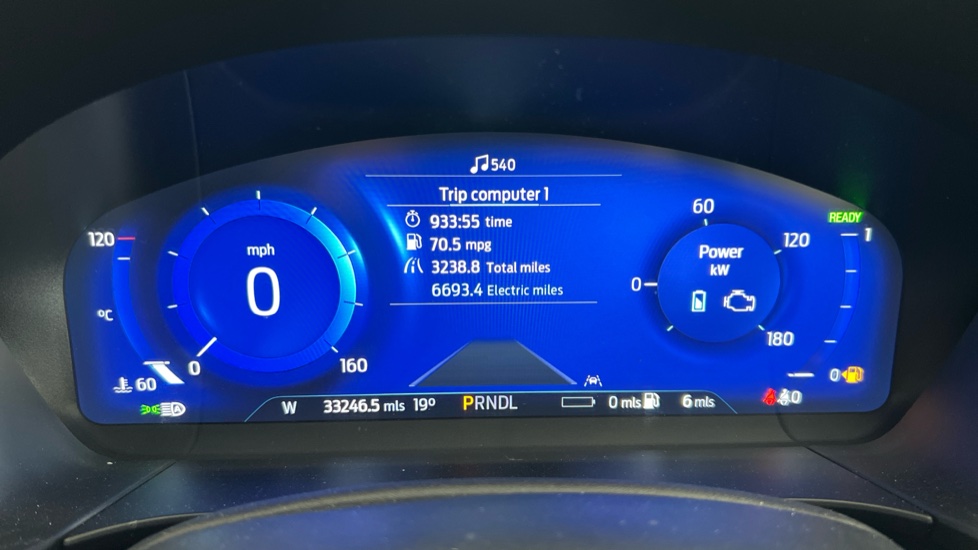 540
Trip computer 1
933:55 time
70.5 mpg
3238.8 Total miles
6693.4 Electric miles
120
°C
60
mph
0
0
160
60
0
120
180
Power
kW
READY
1
0
A
W 33246.5 mls 19° PRNDL 0 mls 6 mls